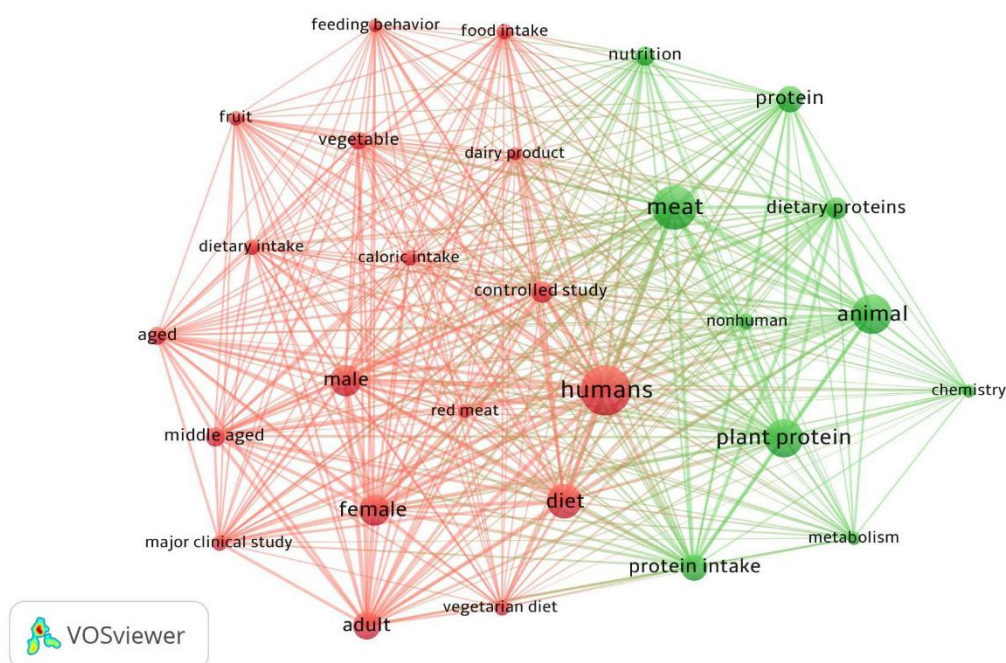 feeding behavior
food intake
nutrition
protein
fruit
vegetable
dairy product
meat
dietary proteins
dietary intake
caloric intake
controlled study
nonhuman
animal
aged
male
humans
chemistry
red meat
middle aged
plant protein
female
diet
major clinical study
metabolism
protein intake
vegetarian diet
adult
VOSviewer